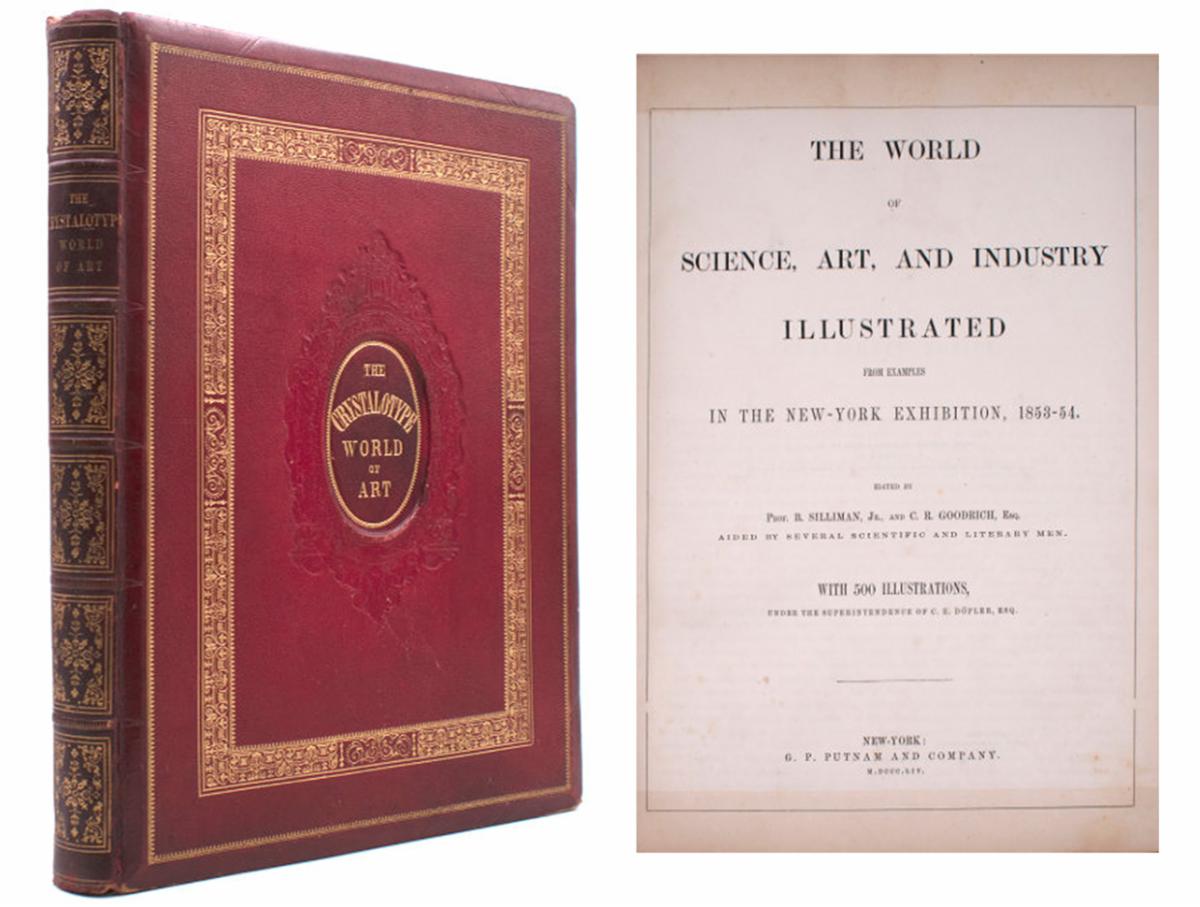 THE
CRYSTALOTYPE
WORLD
OF ART
THE
CRYSTALOTYPE
WORLD
OF
ART
THE WORLD
OF
SCIENCE, ART, AND INDUSTRY
ILLUSTRATED
FROM EXAMPLES
IN THE NEW-YORK EXHIBITION, 1853-54.
EDITED BY
PROF. B. SILLIMAN, JR., AND C. R. GOODRICH, ESQ.
AIDED BY SEVERAL SCIENTIFIC AND LITERARY MEN.
WITH 500 ILLUSTRATIONS,
UNDER THE SUPERINTENDENCE OF C. E. DÖPLER, ESQ.
NEW-YORK:
G. P. PUTNAM AND COMPANY.
M.DCCC.LIV.